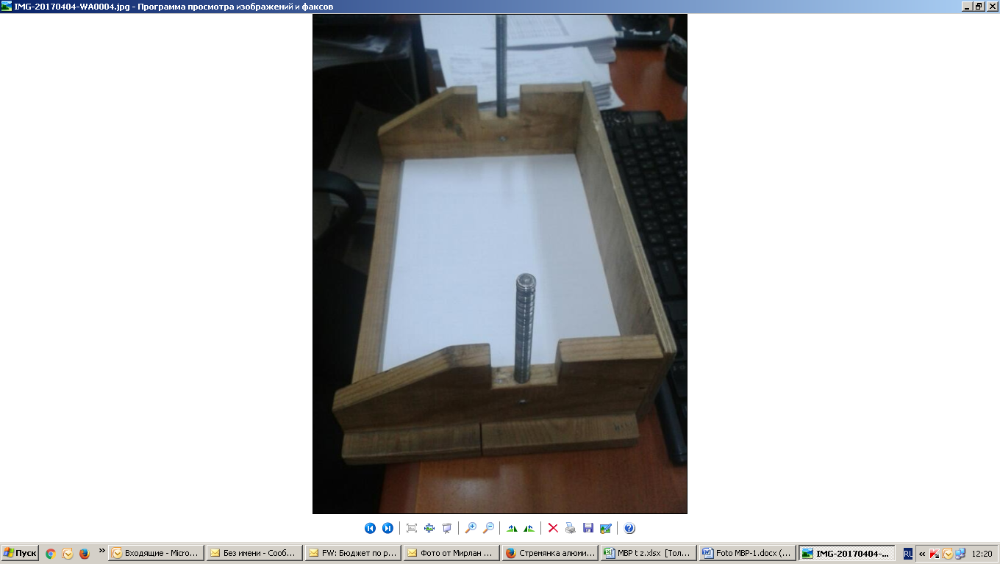 IMG-20170404-WA0004.jpg - Программа просмотра изображений и факсов
Пуск
»
Входящие - Micro...
Без имени - Сооб...
FW: Бюджет по р...
Фото от Мирлан ...
Стремянка алюми...
MBP t z.xlsx [Тол...
Foto MBP-1.docx (...
IMG-20170404-...
RL
«
12:20